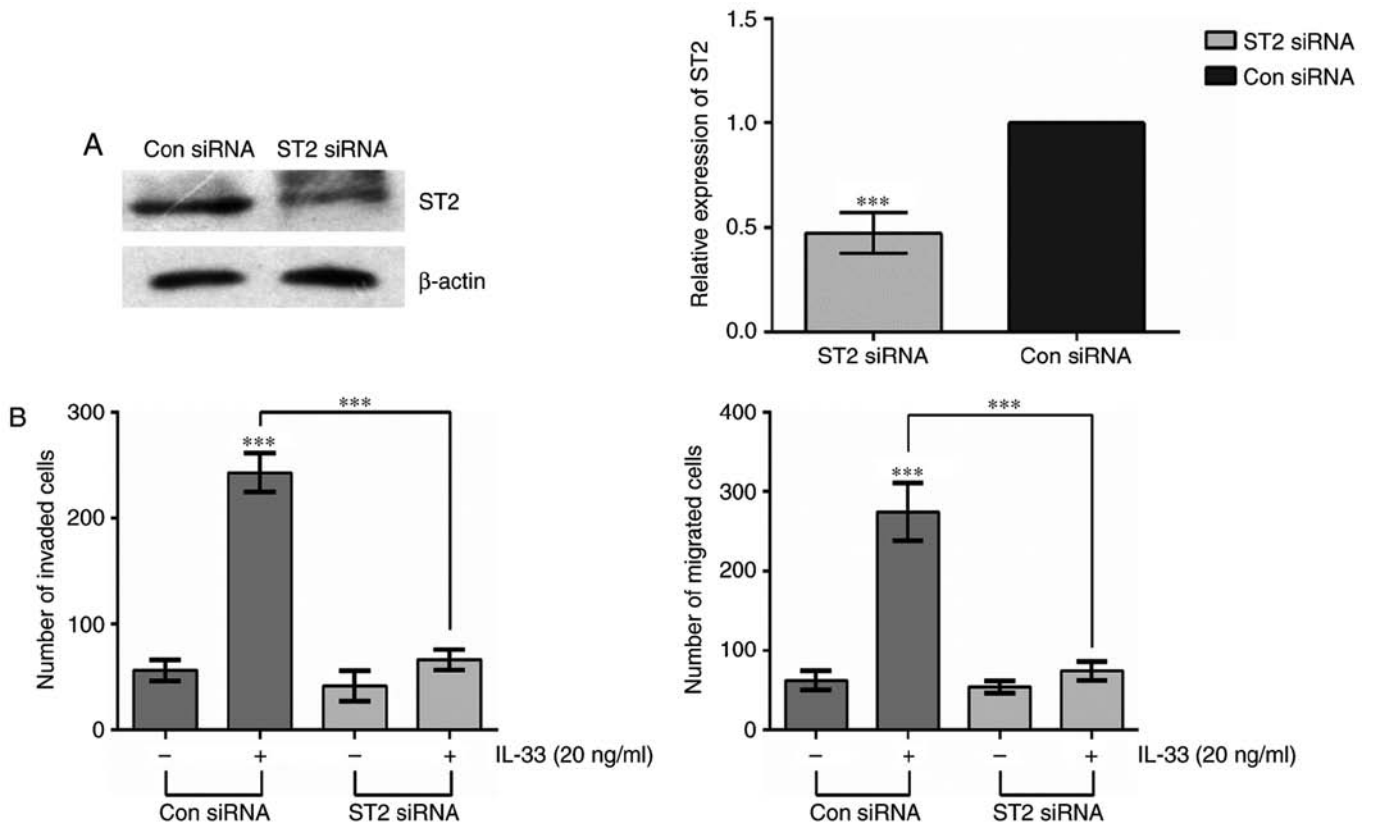 A
Con siRNA ST2 siRNA
ST2
β-actin
Relative expression of ST2
1.5
1.0
0.5
0.0
***
ST2 siRNA Con siRNA
ST2 siRNA
Con siRNA
B
Number of invaded cells
300
200
100
0
***
***
− + − + IL-33 (20 ng/ml)
Con siRNA ST2 siRNA
Number of migrated cells
400
300
200
100
0
***
***
− + − + IL-33 (20 ng/ml)
Con siRNA ST2 siRNA